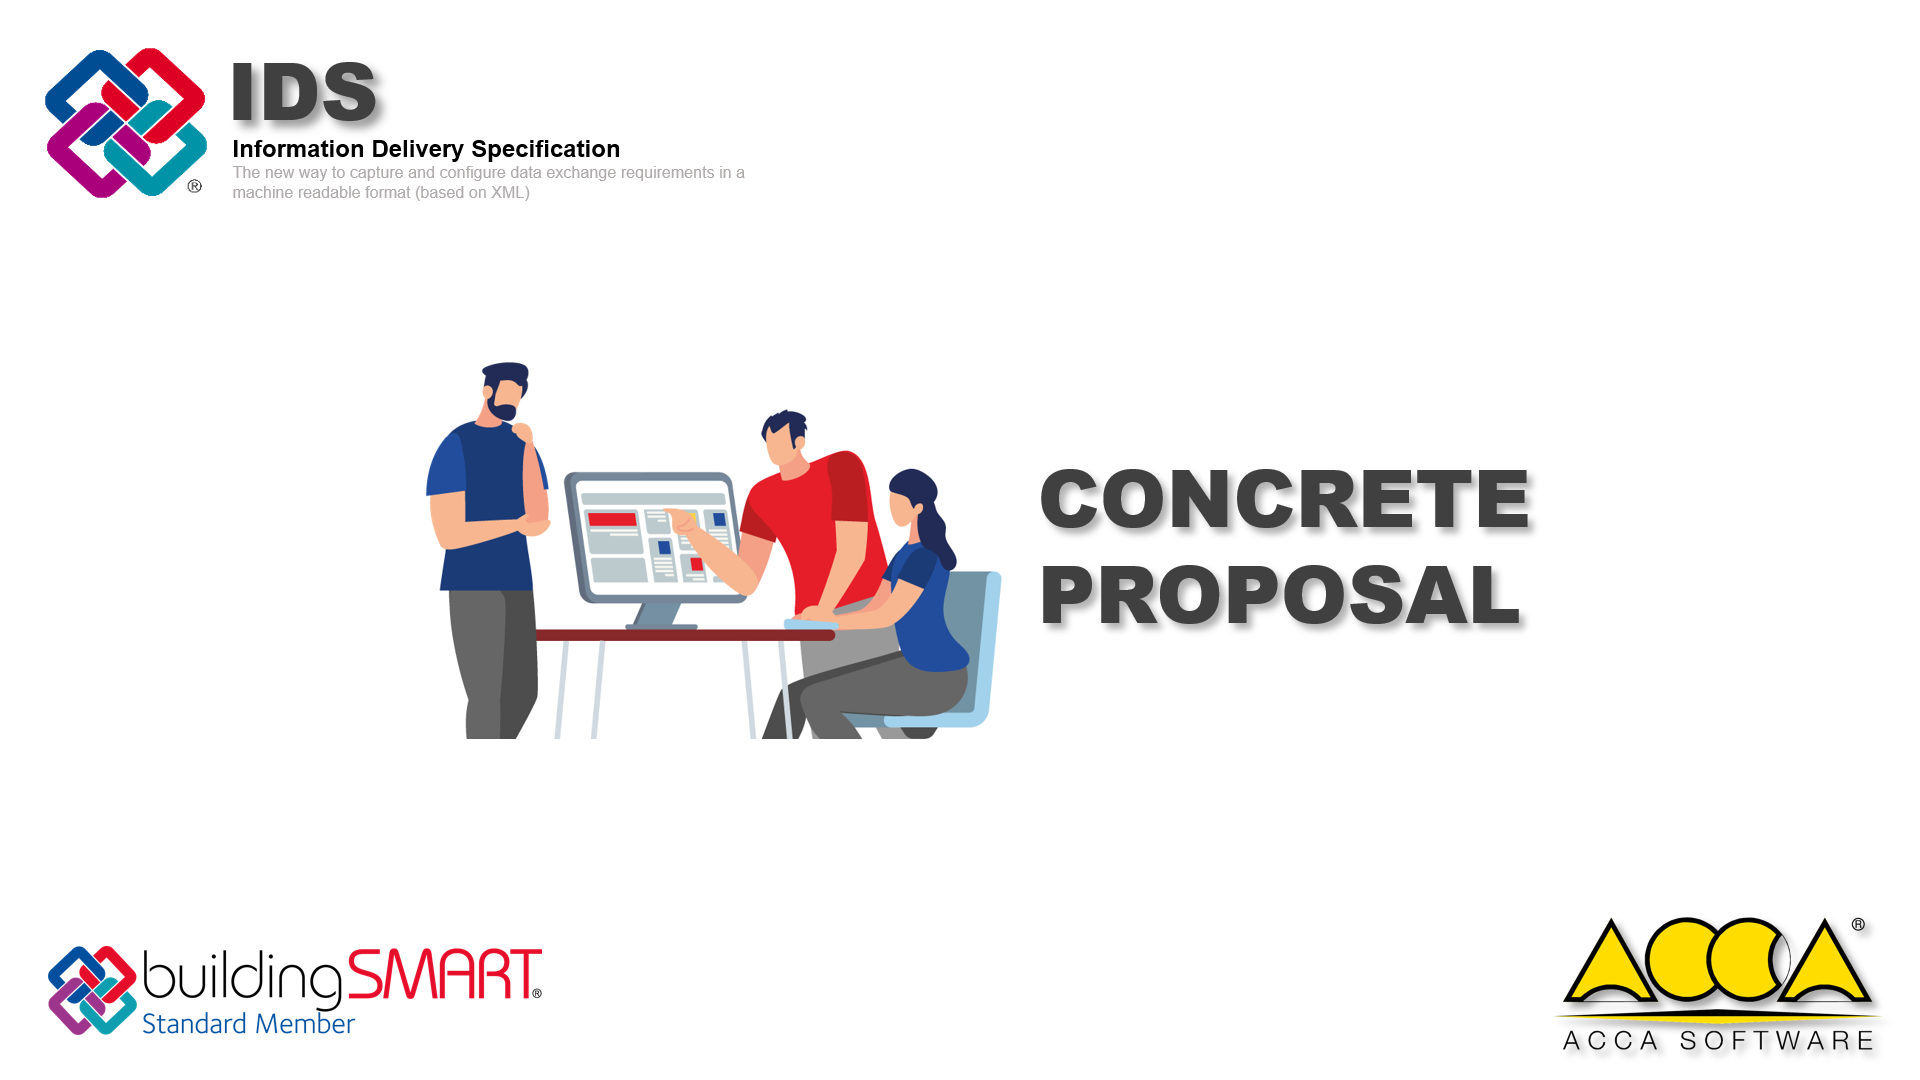 IDS
Information Delivery Specification
The new way to capture and configure data exchange requirements in a
machine readable format (based on XML)
®
CONCRETE
PROPOSAL
buildingSMART®
Standard Member
ACCA®
ACCA SOFTWARE